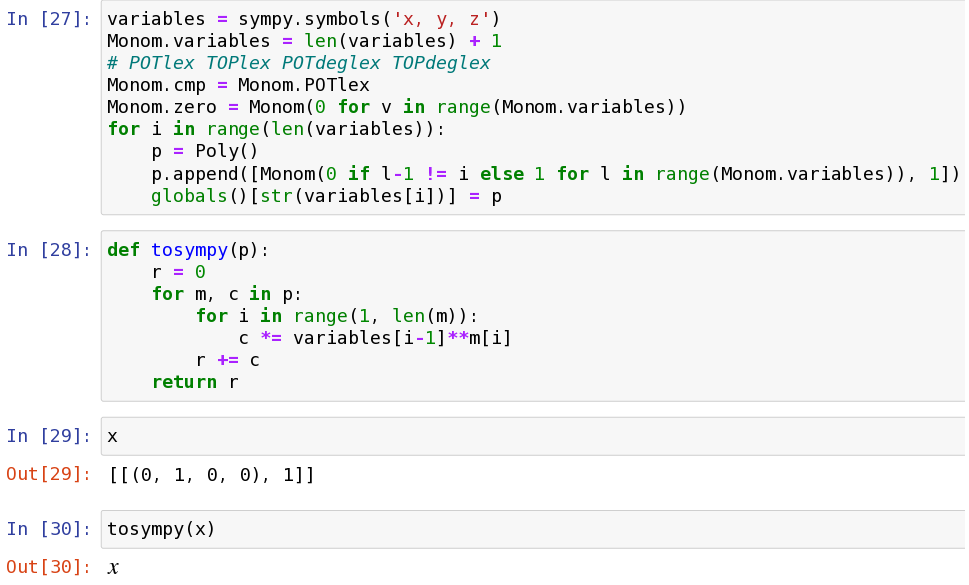 In [27]: variables = sympy.symbols('x, y, z')
Monom.variables = len(variables) + 1
# POTlex TOPlex POTdeglex TOPdeglex
Monom.cmp = Monom.POTlex
Monom.zero = Monom(0 for v in range(Monom.variables))
for i in range(len(variables)):
    p = Poly()
    p.append([Monom(0 if l-1 != i else 1 for l in range(Monom.variables)), 1])
    globals()[str(variables[i])] = p
In [28]: def tosympy(p):
    r = 0
    for m, c in p:
        for i in range(1, len(m)):
            c *= variables[i-1]**m[i]
        r += c
    return r
In [29]: x
Out[29]: [[(0, 1, 0, 0), 1]]
In [30]: tosympy(x)
Out[30]: x